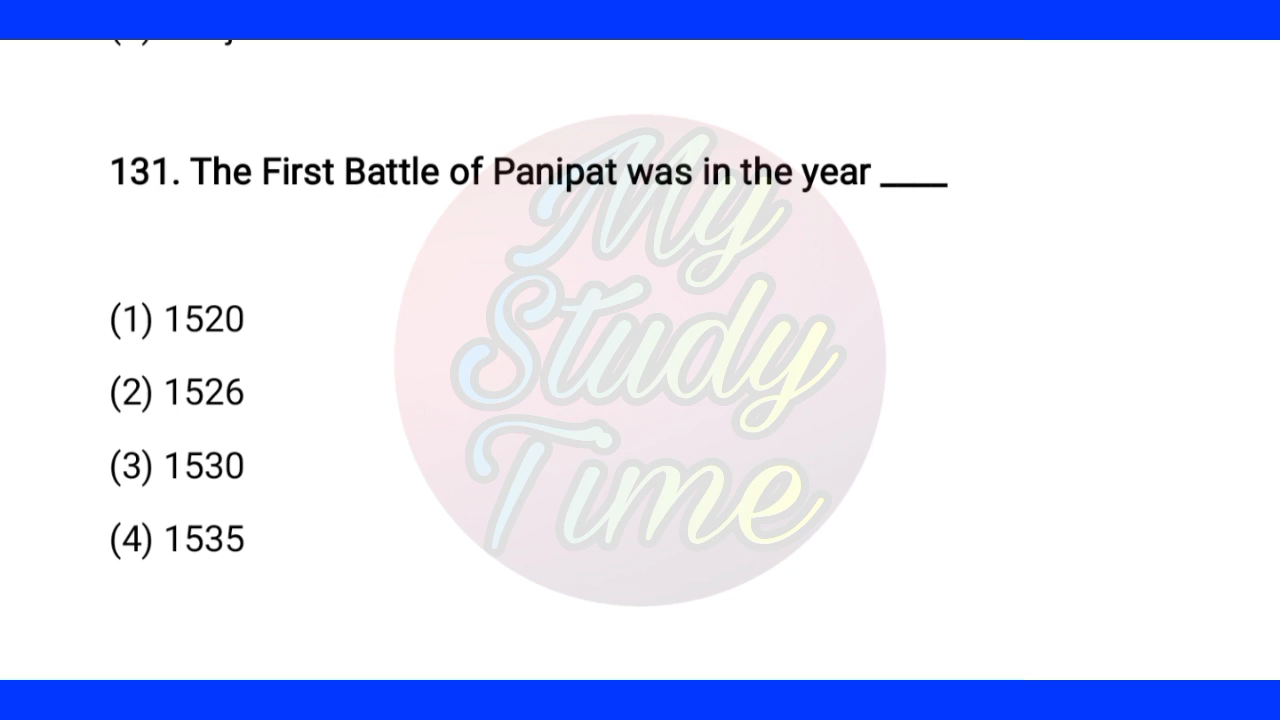 131. The First Battle of Panipat was in the year ____
My
Study
Time
(1) 1520
(2) 1526
(3) 1530
(4) 1535